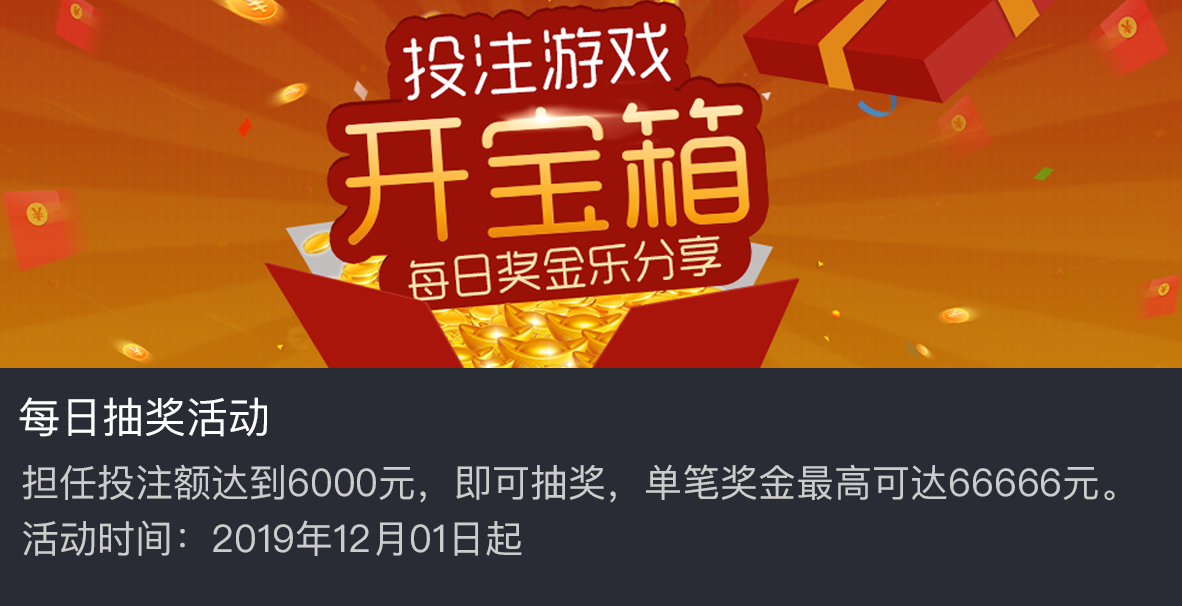 投注游戏
开宝箱
每日奖金乐分享
每日抽奖活动
担任投注额达到6000元，即可抽奖，单笔奖金最高可达66666元。
活动时间：2019年12月01日起